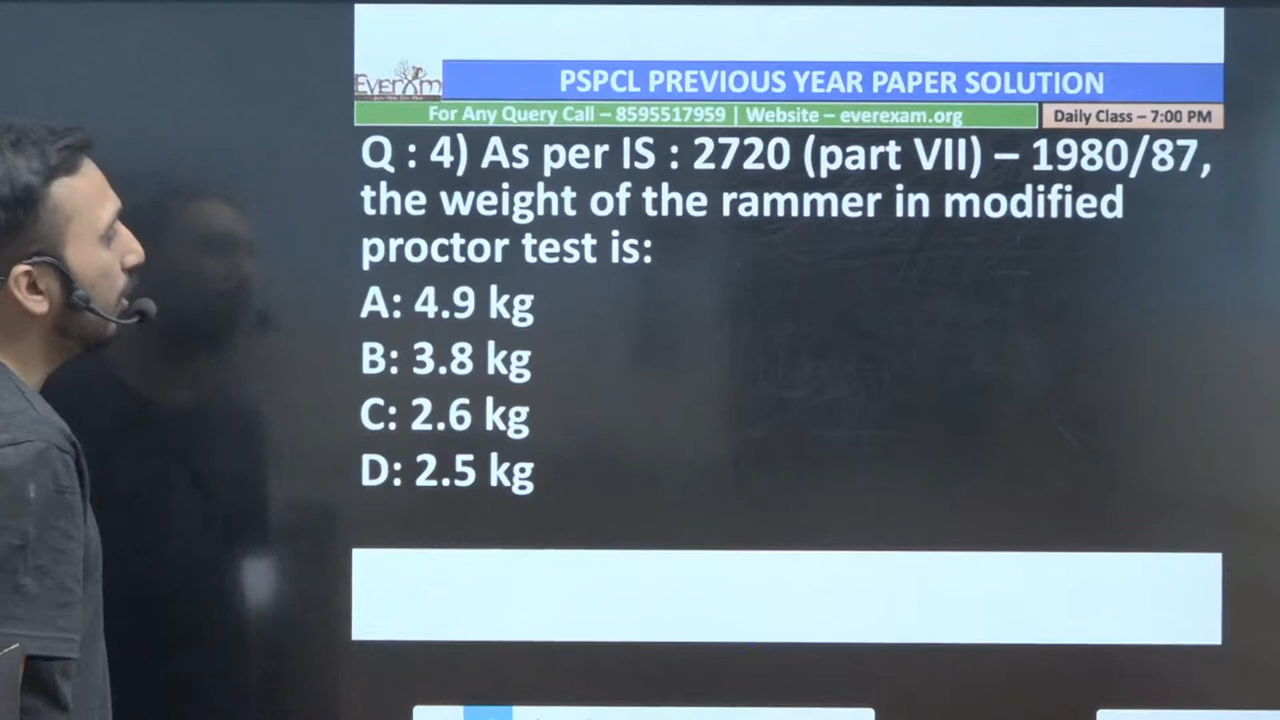 EVEREXAM
PSPCL PREVIOUS YEAR PAPER SOLUTION
For Any Query Call – 8595517959 | Website – everexam.org
Daily Class – 7:00 PM
Q : 4) As per IS : 2720 (part VII) – 1980/87,
the weight of the rammer in modified
proctor test is:
A: 4.9 kg
B: 3.8 kg
C: 2.6 kg
D: 2.5 kg